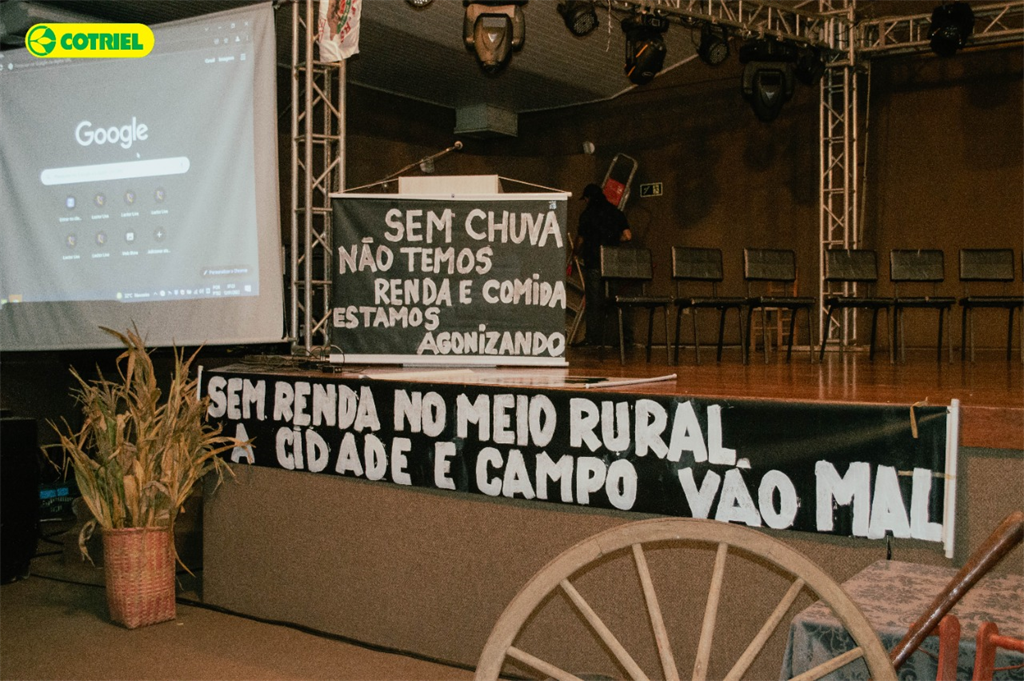 COTRIEL
Google
SEM CHUVA
NÃO TEMOS
RENDA E COMIDA
ESTAMOS
AGONIZANDO
SEM RENDA NO MEIO RURAL,
A CIDADE E CAMPO VÃO MAL